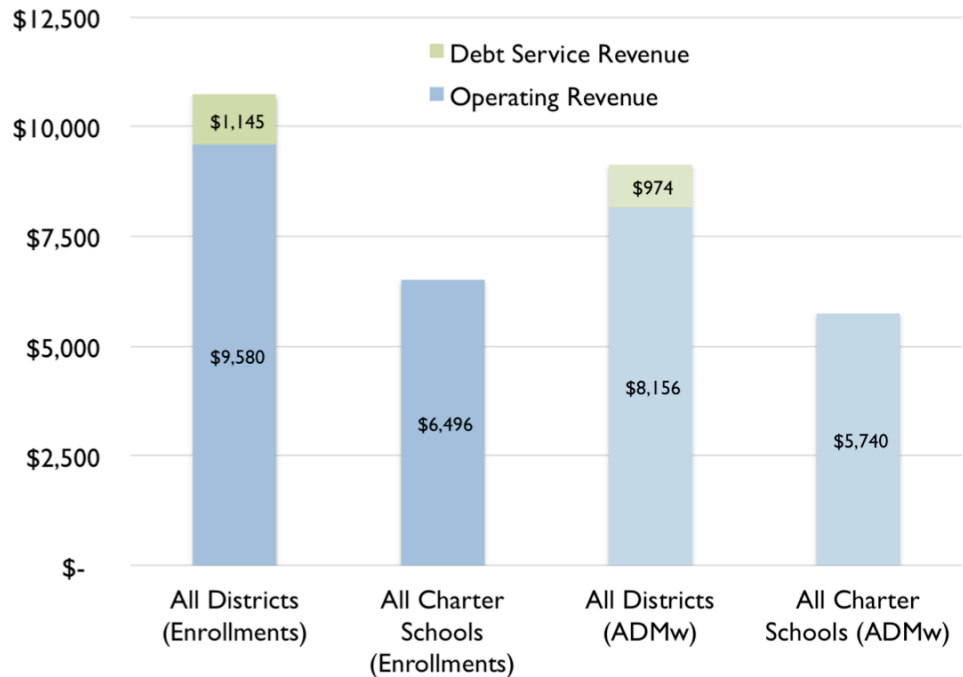 $12,500
Debt Service Revenue
Operating Revenue
$1,145
$10,000
$974
$7,500
$5,000
$9,580
$8,156
$6,496
$5,740
$2,500
$-
All Districts
(Enrollments)
All Charter
Schools
(Enrollments)
All Districts
(ADMw)
All Charter
Schools (ADMw)